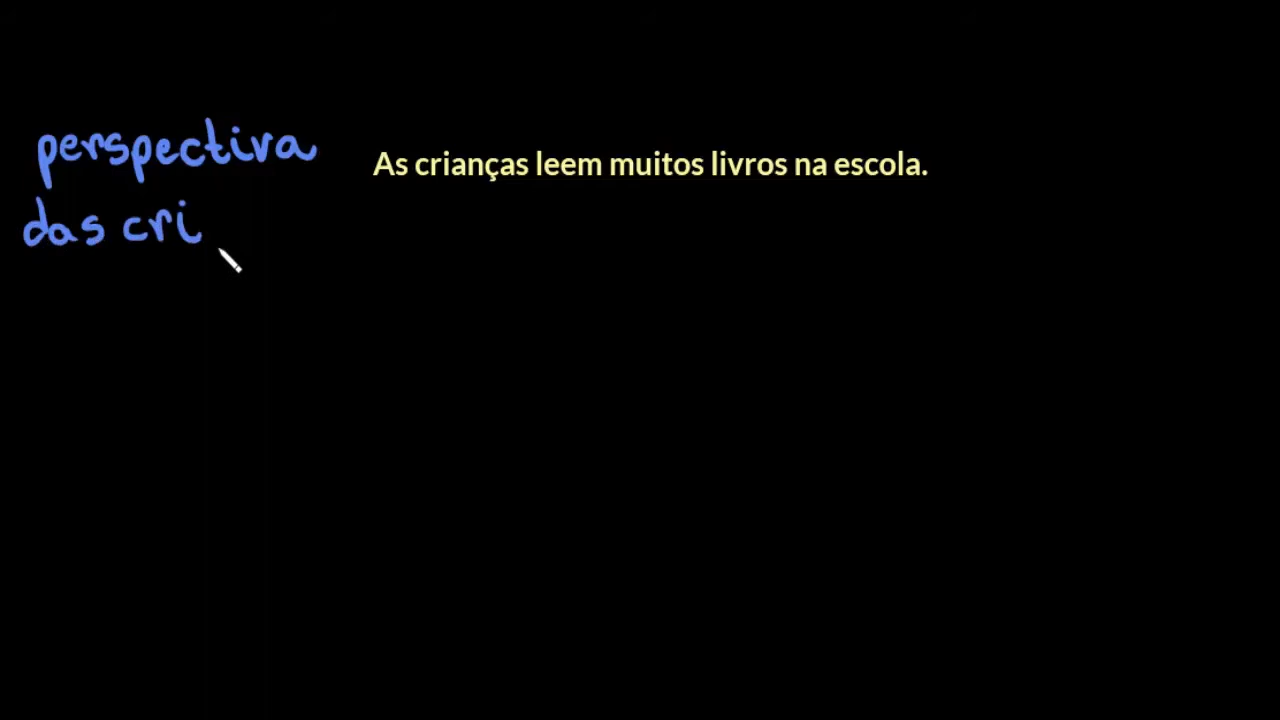 perspectiva
das cri
As crianças leem muitos livros na escola.